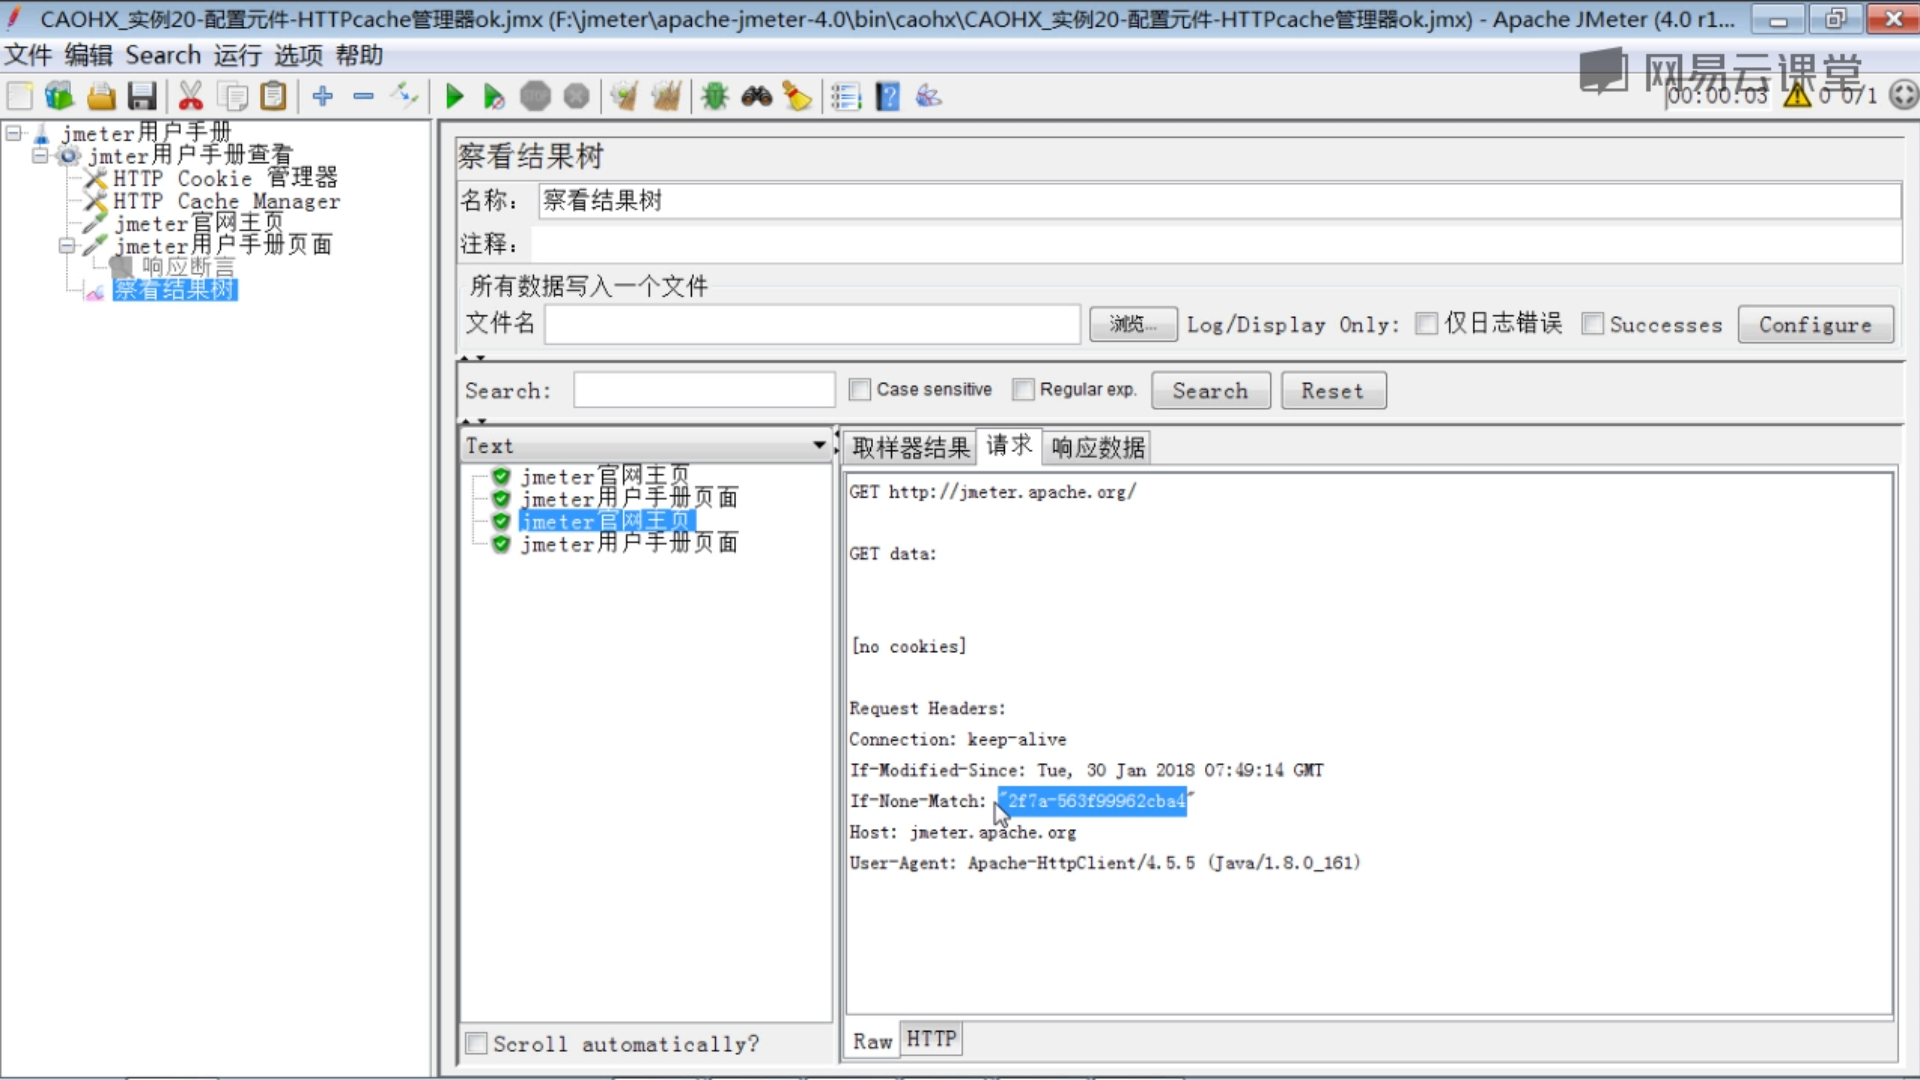 CAOHX_实例20-配置元件-HTTPcache管理器ok.jmx (F:\jmeter\apache-jmeter-4.0\bin\caohx\CAOHX_实例20-配置元件-HTTPcache管理器ok.jmx) - Apache JMeter (4.0 r1...
文件 编辑 Search 运行 选项 帮助
网易云课堂
00:00:03 0 0/1
jmeter用户手册
jmter用户手册查看
HTTP Cookie 管理器
HTTP Cache Manager
jmeter官网主页
jmeter用户手册页面
响应断言
察看结果树
察看结果树
名称: 察看结果树
注释:
所有数据写入一个文件
文件名 浏览... Log/Display Only: 仅日志错误 Successes Configure
Search: Case sensitive Regular exp. Search Reset
Text
jmeter官网主页
jmeter用户手册页面
jmeter官网主页
jmeter用户手册页面
Scroll automatically?
取样器结果 请求 响应数据
GET http://jmeter.apache.org/
GET data:
[no cookies]
Request Headers:
Connection: keep-alive
If-Modified-Since: Tue, 30 Jan 2018 07:49:14 GMT
If-None-Match: "2f7a-563f99962cba4"
Host: jmeter.apache.org
User-Agent: Apache-HttpClient/4.5.5 (Java/1.8.0_161)
Raw HTTP